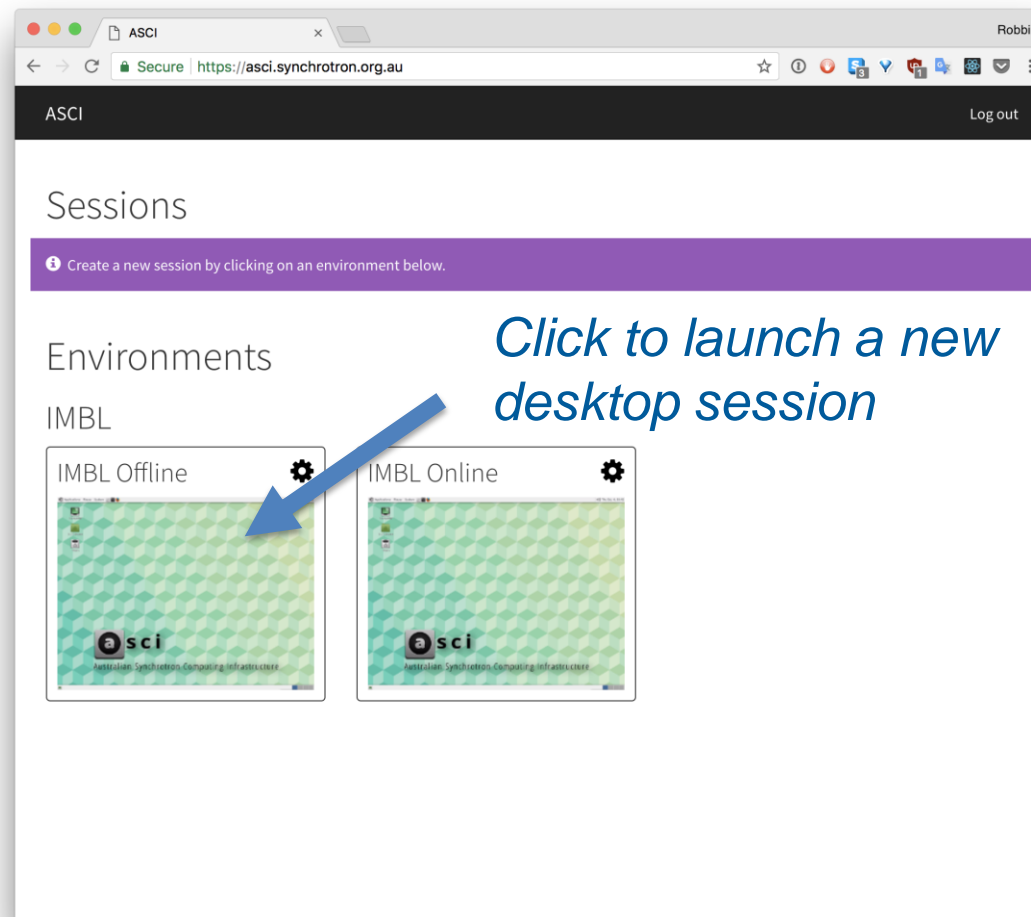 ASCI
Robbi
Secure https://asci.synchrotron.org.au
3
1
ASCI
Log out
Sessions
Create a new session by clicking on an environment below.
Environments
Click to launch a new
desktop session
IMBL
IMBL Offline
IMBL Online
asci
Australian Synchrotron Computing Infrastructure
asci
Australian Synchrotron Computing Infrastructure